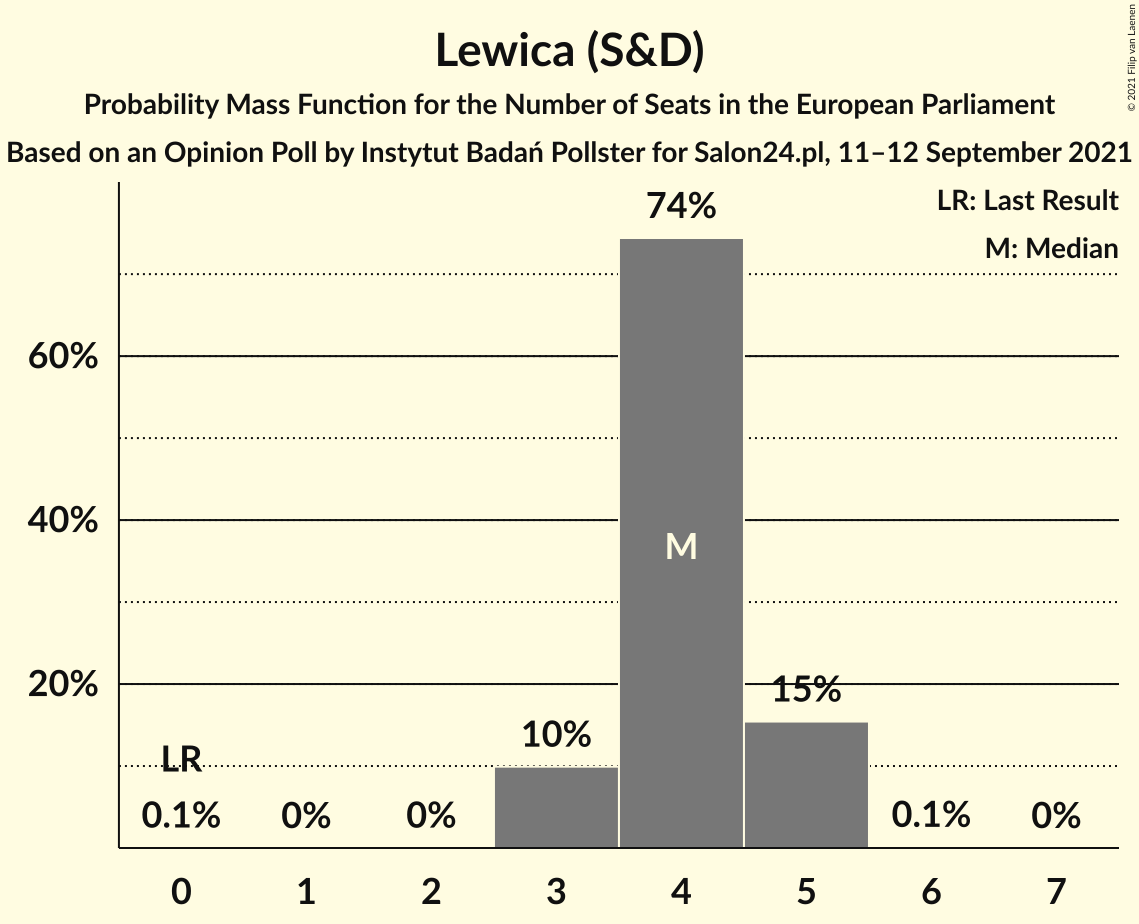 Lewica (S&D)
Probability Mass Function for the Number of Seats in the European Parliament
Based on an Opinion Poll by Instytut Badań Pollster for Salon24.pl, 11–12 September 2021
© 2021 Filip van Laenen
LR: Last Result
M: Median
74%
60%
40%
M
20%
15%
10%
LR
0.1% 0% 0% 0.1% 0%
0 1 2 3 4 5 6 7